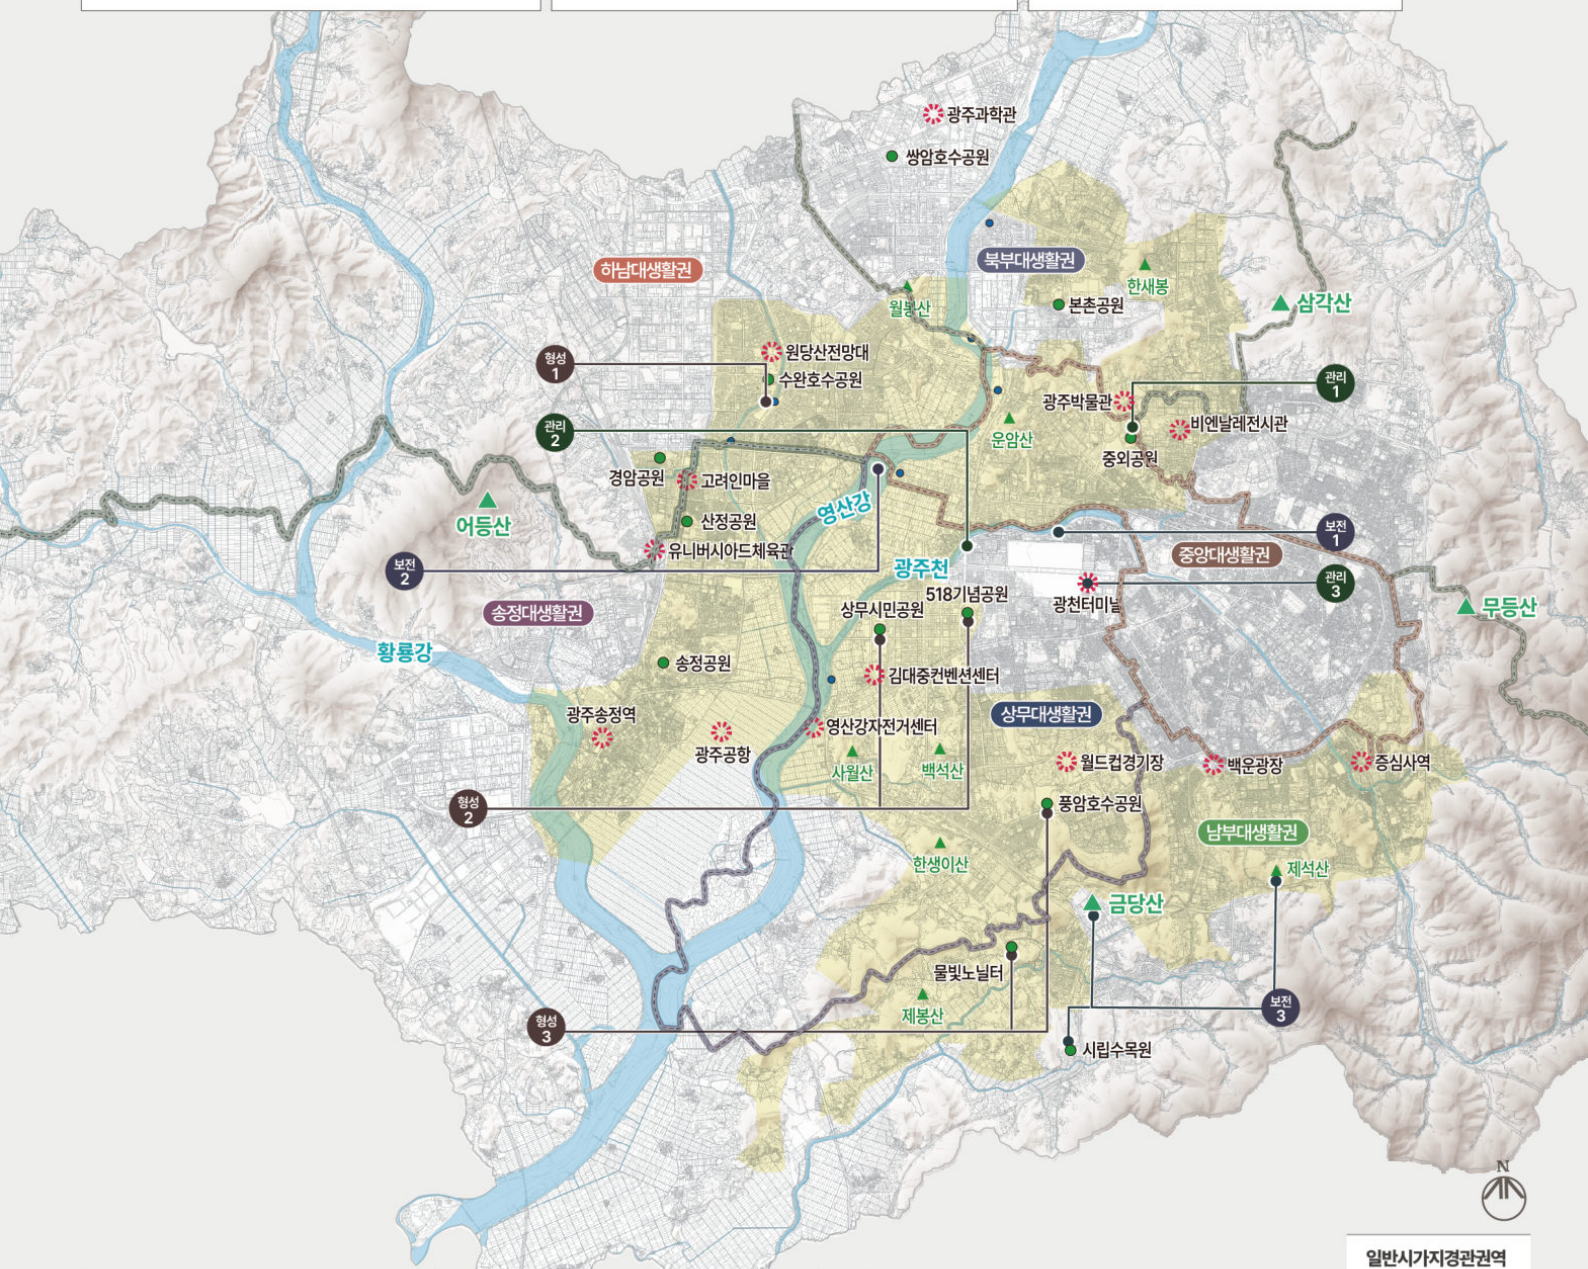 광주과학관
쌍암호수공원
하남대생활권
북부대생활권
한새봉
월봉산
본촌공원
삼각산
형성
1
원당산전망대
수완호수공원
관리
1
광주박물관
비엔날레전시관
운암산
중외공원
관리
2
경암공원
고려인마을
영산강
어등산
산정공원
유니버시아드체육관
보전
1
중앙대생활권
보전
2
광주천
518기념공원
광천터미널
관리
3
송정대생활권
상무시민공원
무등산
황룡강
송정공원
김대중컨벤션센터
광주송정역
상무대생활권
영산강자전거센터
광주공항
사월산
백석산
월드컵경기장
백운광장
증심사역
형성
2
풍암호수공원
남부대생활권
한생이산
제석산
금당산
물빛노닐터
제봉산
보전
3
형성
3
시립수목원
N
일반시가지경관권역